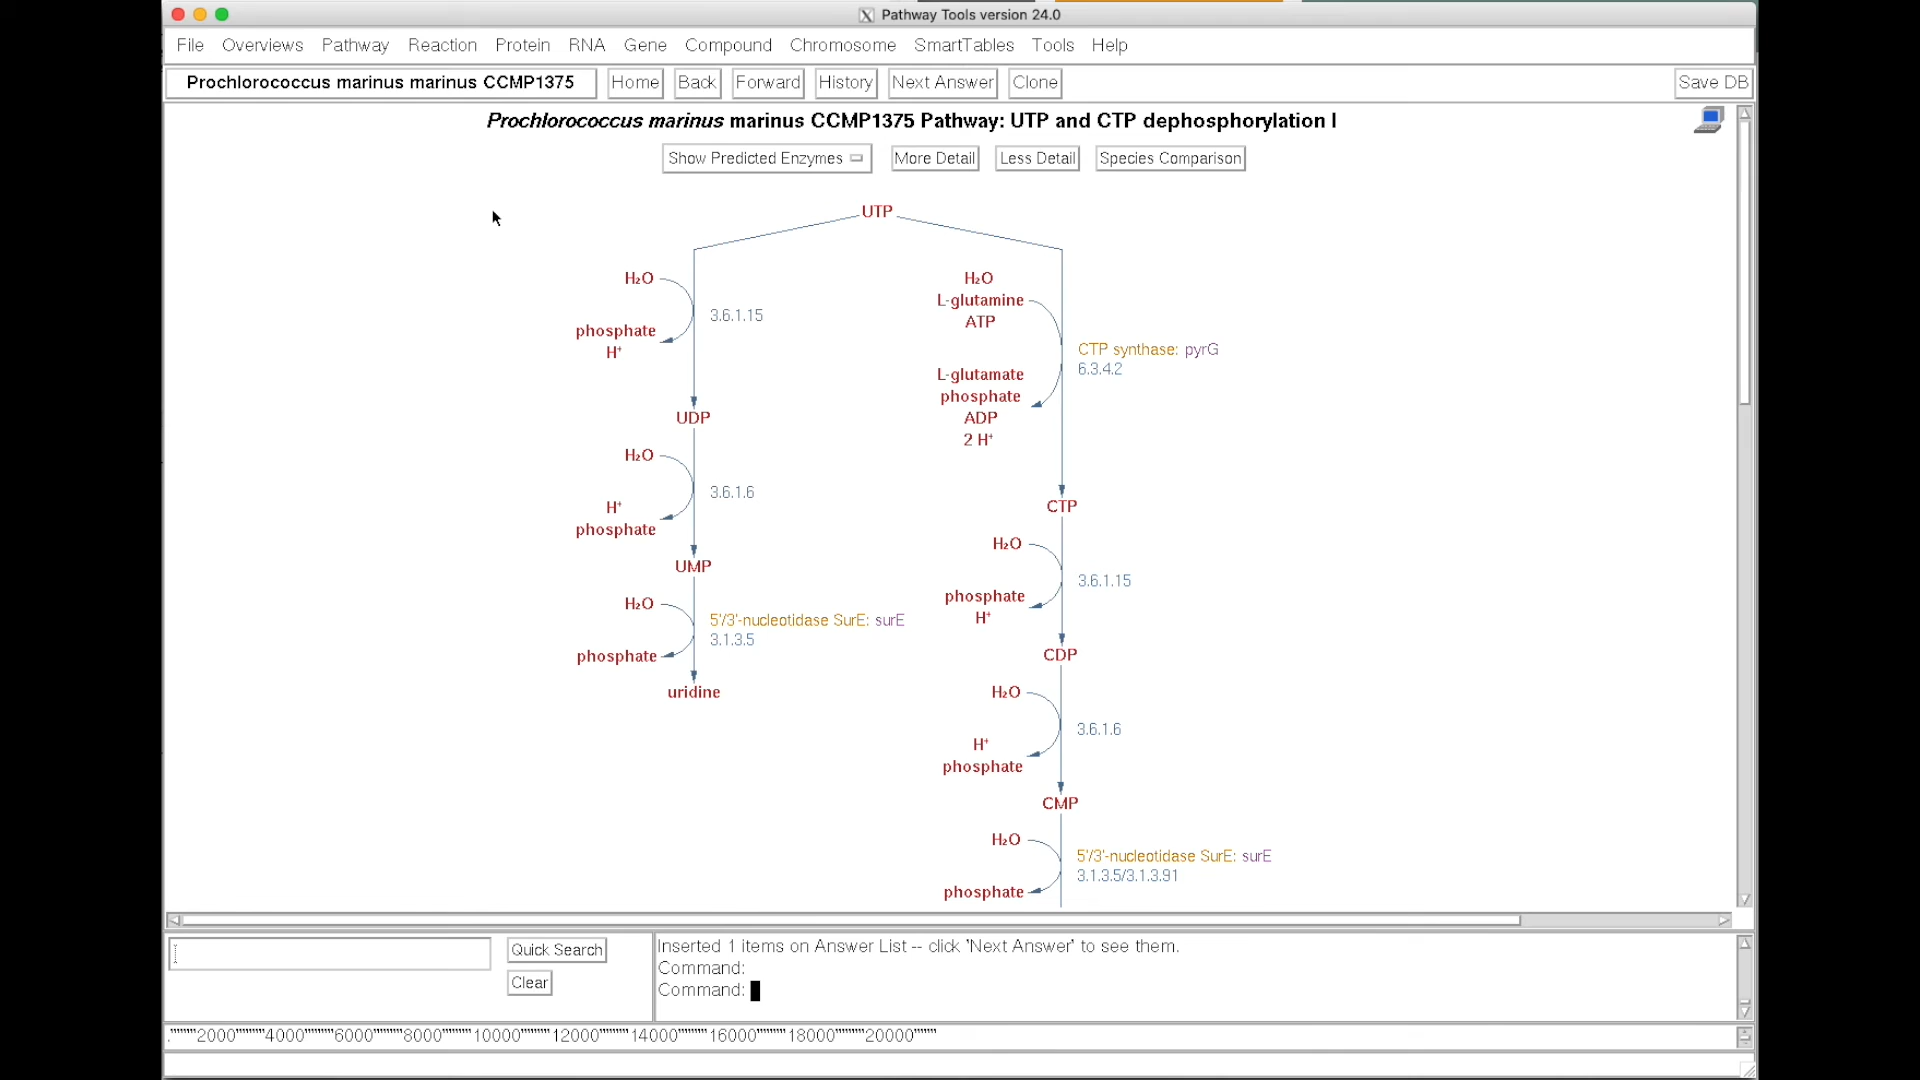 Pathway Tools version 24.0
File Overviews Pathway Reaction Protein RNA Gene Compound Chromosome SmartTables Tools Help
Prochlorococcus marinus marinus CCMP1375 Home Back Forward History Next Answer Clone Save DB
Prochlorococcus marinus marinus CCMP1375 Pathway: UTP and CTP dephosphorylation I
Show Predicted Enzymes More Detail Less Detail Species Comparison
UTP
H₂O
3.6.1.15
phosphate
H⁺
UDP
H₂O
3.6.1.6
H⁺
phosphate
UMP
H₂O
5'/3'-nucleotidase SurE: surE
3.1.3.5
phosphate
uridine
H₂O
L-glutamine
ATP
CTP synthase: pyrG
6.3.4.2
L-glutamate
phosphate
ADP
2 H⁺
CTP
H₂O
3.6.1.15
phosphate
H⁺
CDP
H₂O
3.6.1.6
H⁺
phosphate
CMP
H₂O
5'/3'-nucleotidase SurE: surE
3.1.3.5/3.1.3.91
phosphate
Quick Search
Clear
Inserted 1 items on Answer List -- click 'Next Answer' to see them.
Command:
Command:
.''''''''''2000''''''''''4000''''''''''6000''''''''''8000''''''''''10000''''''''''12000''''''''''14000''''''''''16000''''''''''18000''''''''''20000''''''''